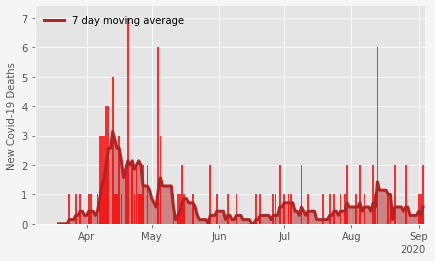 7 day moving average
New Covid-19 Deaths
7
6
5
4
3
2
1
0
Apr
May
Jun
Jul
Aug
Sep
2020